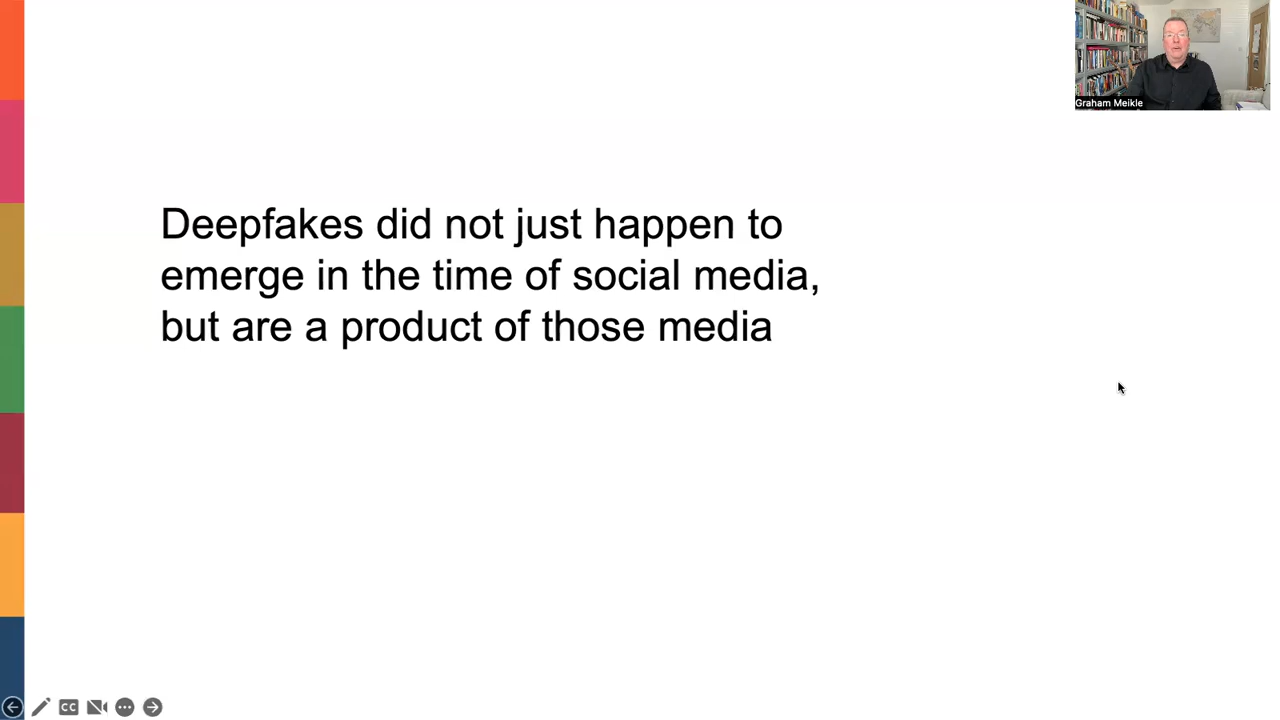 Graham Meikle
Deepfakes did not just happen to
emerge in the time of social media,
but are a product of those media
CC